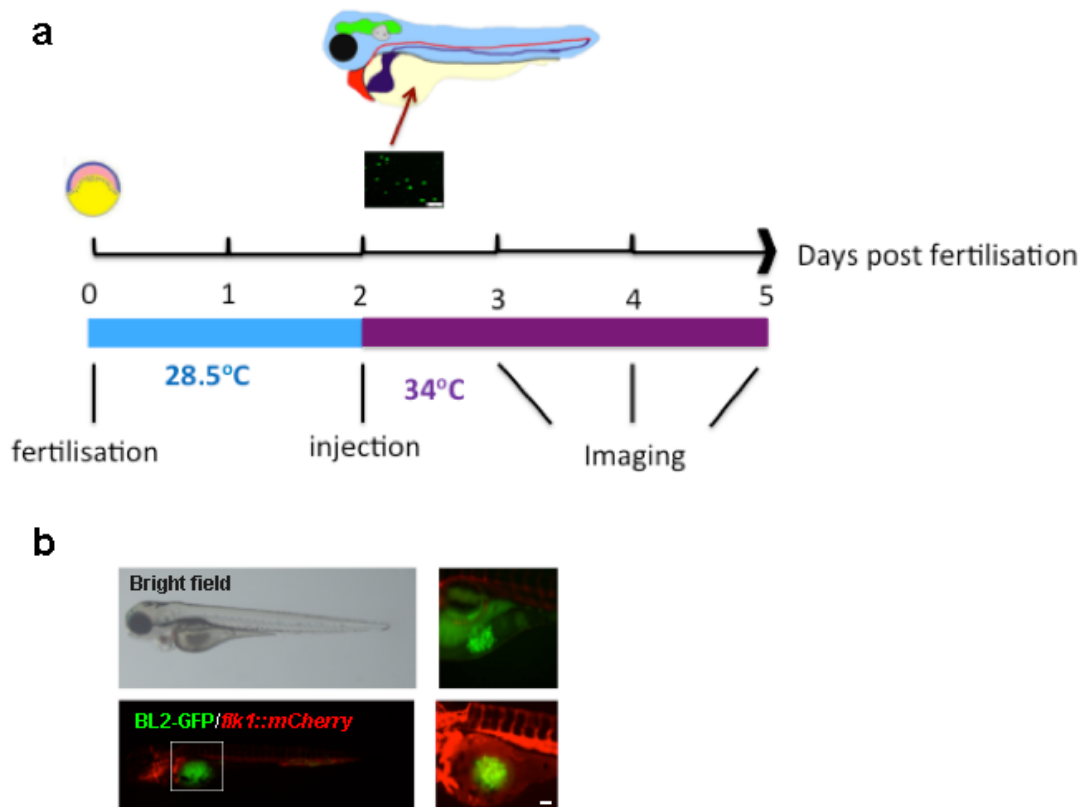 a
Days post fertilisation
0 1 2 3 4 5
28.5°C 34°C
fertilisation injection Imaging
b
Bright field
BL2-GFP/flk1::mCherry